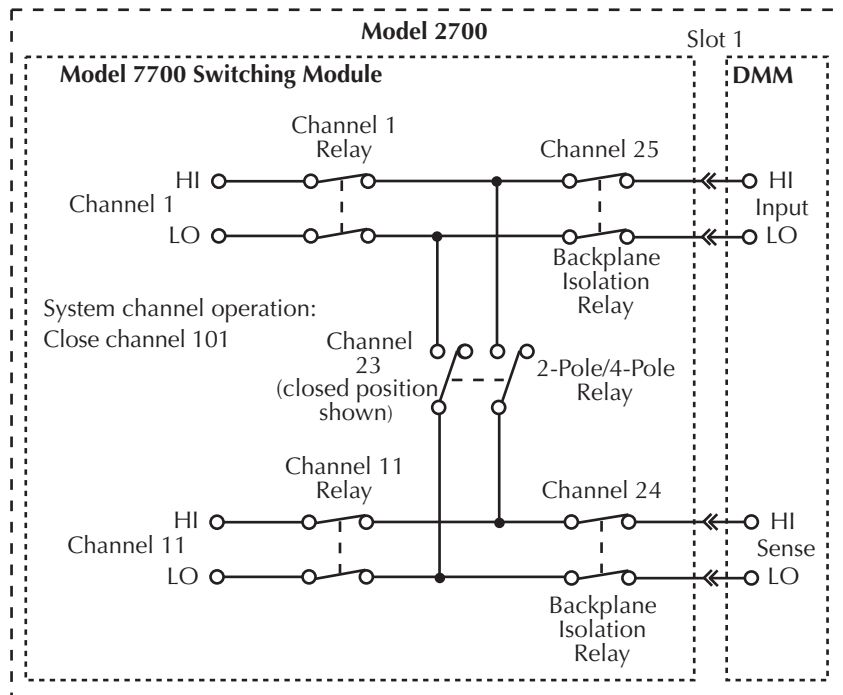 Model 2700
Slot 1
Model 7700 Switching Module
DMM
Channel 1
Relay
Channel 25
HI
HI
Channel 1
Input
LO
LO
Backplane
Isolation
Relay
System channel operation:
Close channel 101
Channel
23
(closed position
shown)
2-Pole/4-Pole
Relay
Channel 11
Relay
Channel 24
HI
HI
Channel 11
Sense
LO
LO
Backplane
Isolation
Relay